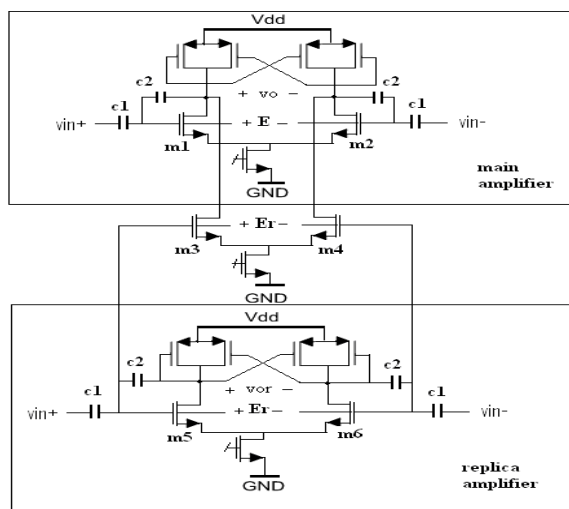 Vdd
c2
c2
+ vo -
c1
c1
vin+
+ E -
vin-
m1
m2
GND
main
amplifier
+ Er -
m3
m4
GND
Vdd
c2
c2
c1
c1
+ vor -
vin+
+ Er -
vin-
m5
m6
GND
replica
amplifier